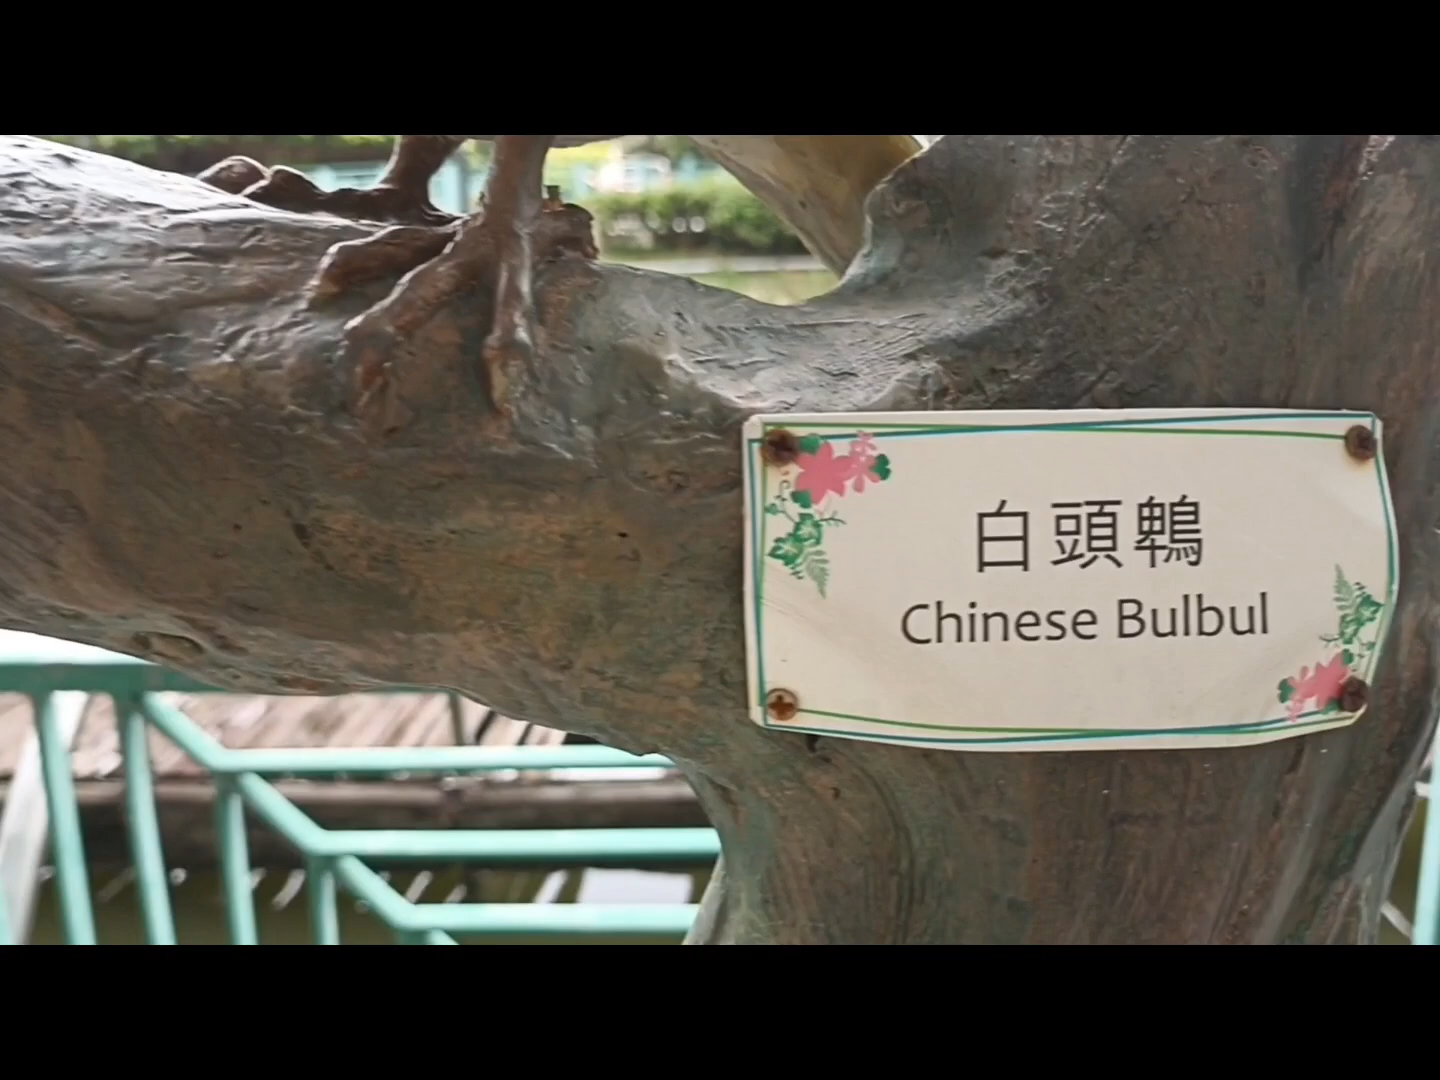 白頭鵯
Chinese Bulbul